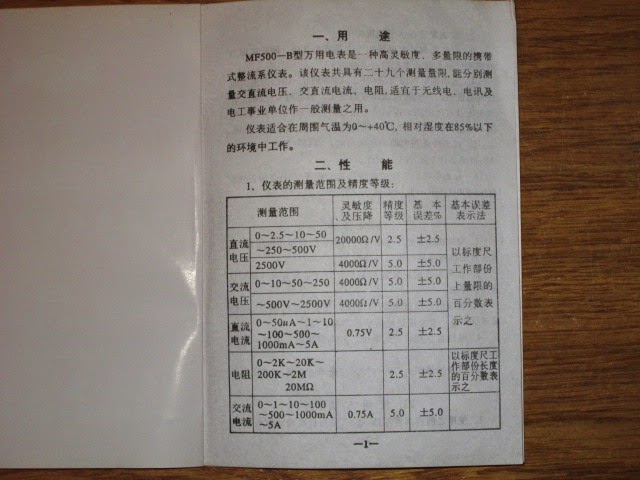 一、用 途
MF500—B型万用电表是一种高灵敏度、多量限的携带
式整流系仪表。该仪表共具有二十九个测量量限,能分别测
量交直流电压、交直流电流、电阻,适宜于无线电、电讯及
电工事业单位作一般测量之用。
仪表适合在周围气温为0~+40℃,相对湿度在85%以下
的环境中工作。
二、性 能
1、仪表的测量范围及精度等级:
测量范围 灵敏度及压降 精度等级 基本误差% 基本误差表示法
直流电压 0~2.5~10~50~250~500V 20000Ω/V 2.5 ±2.5 以标度尺工作部份上量限的百分数表示之
2500V 4000Ω/V 5.0 ±5.0
交流电压 0~10~50~250 4000Ω/V 5.0 ±5.0
~500V~2500V 4000Ω/V 5.0 ±5.0
直流电流 0~50μA~1~10~100~500~1000mA~5A 0.75V 2.5 ±2.5
电阻 0~2K~20K~200K~2M 20MΩ 2.5 ±2.5 以标度尺工作部份长度的百分数表示之
交流电流 0~1~10~100~500~1000mA~5A 0.75A 5.0 ±5.0
—1—